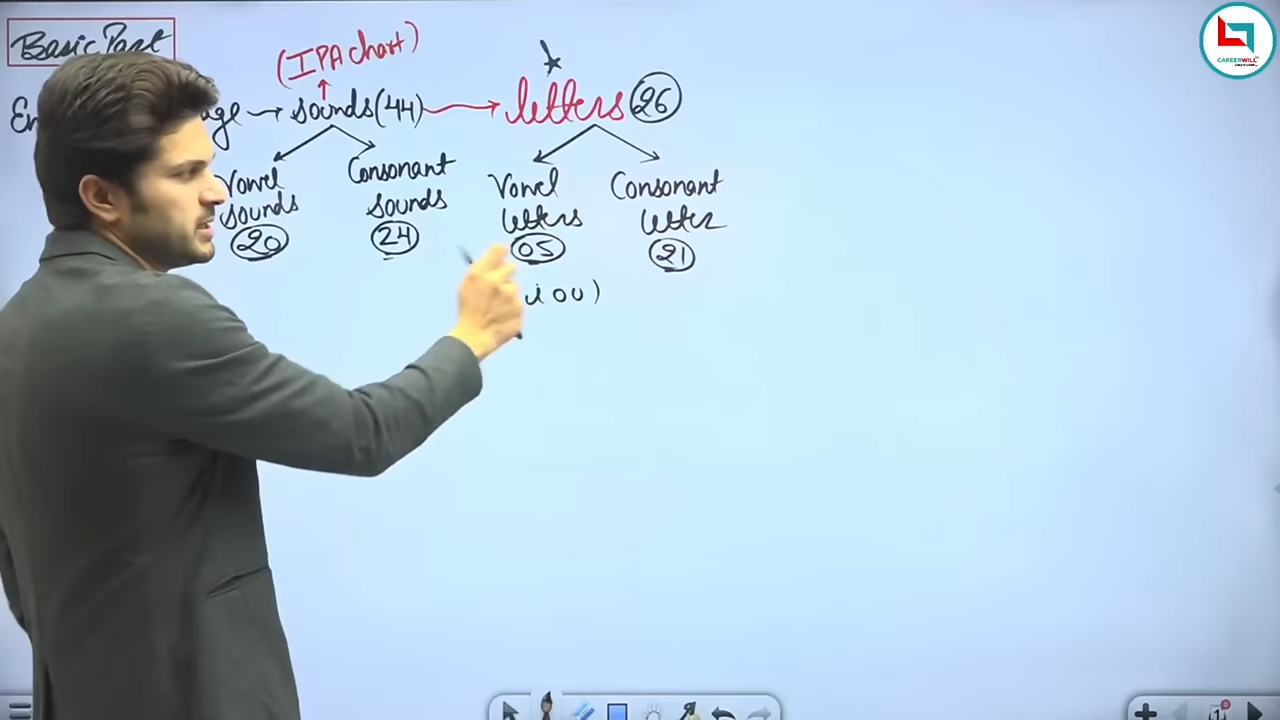 Basic Part
(IPA chart)
sounds (44) → letters 26
Vowel sounds 20
Consonant sounds 24
Vowel letters 05
Consonant letter 21
i o u)
CAREERWILL